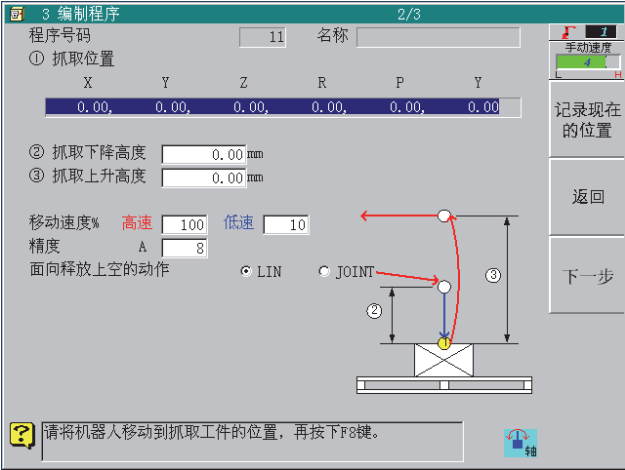 3 编制程序 2/3
程序号码 11 名称
1
手动速度
4
L H
① 抓取位置
X Y Z R P Y
0.00, 0.00, 0.00, 0.00, 0.00, 0.00
记录现在
的位置
② 抓取下降高度 0.00 mm
③ 抓取上升高度 0.00 mm
返回
移动速度% 高速 100 低速 10
精度 A 8
面向释放上空的动作 LIN JOINT
③
下一步
②
1
请将机器人移动到抓取工件的位置，再按下F8键。
轴